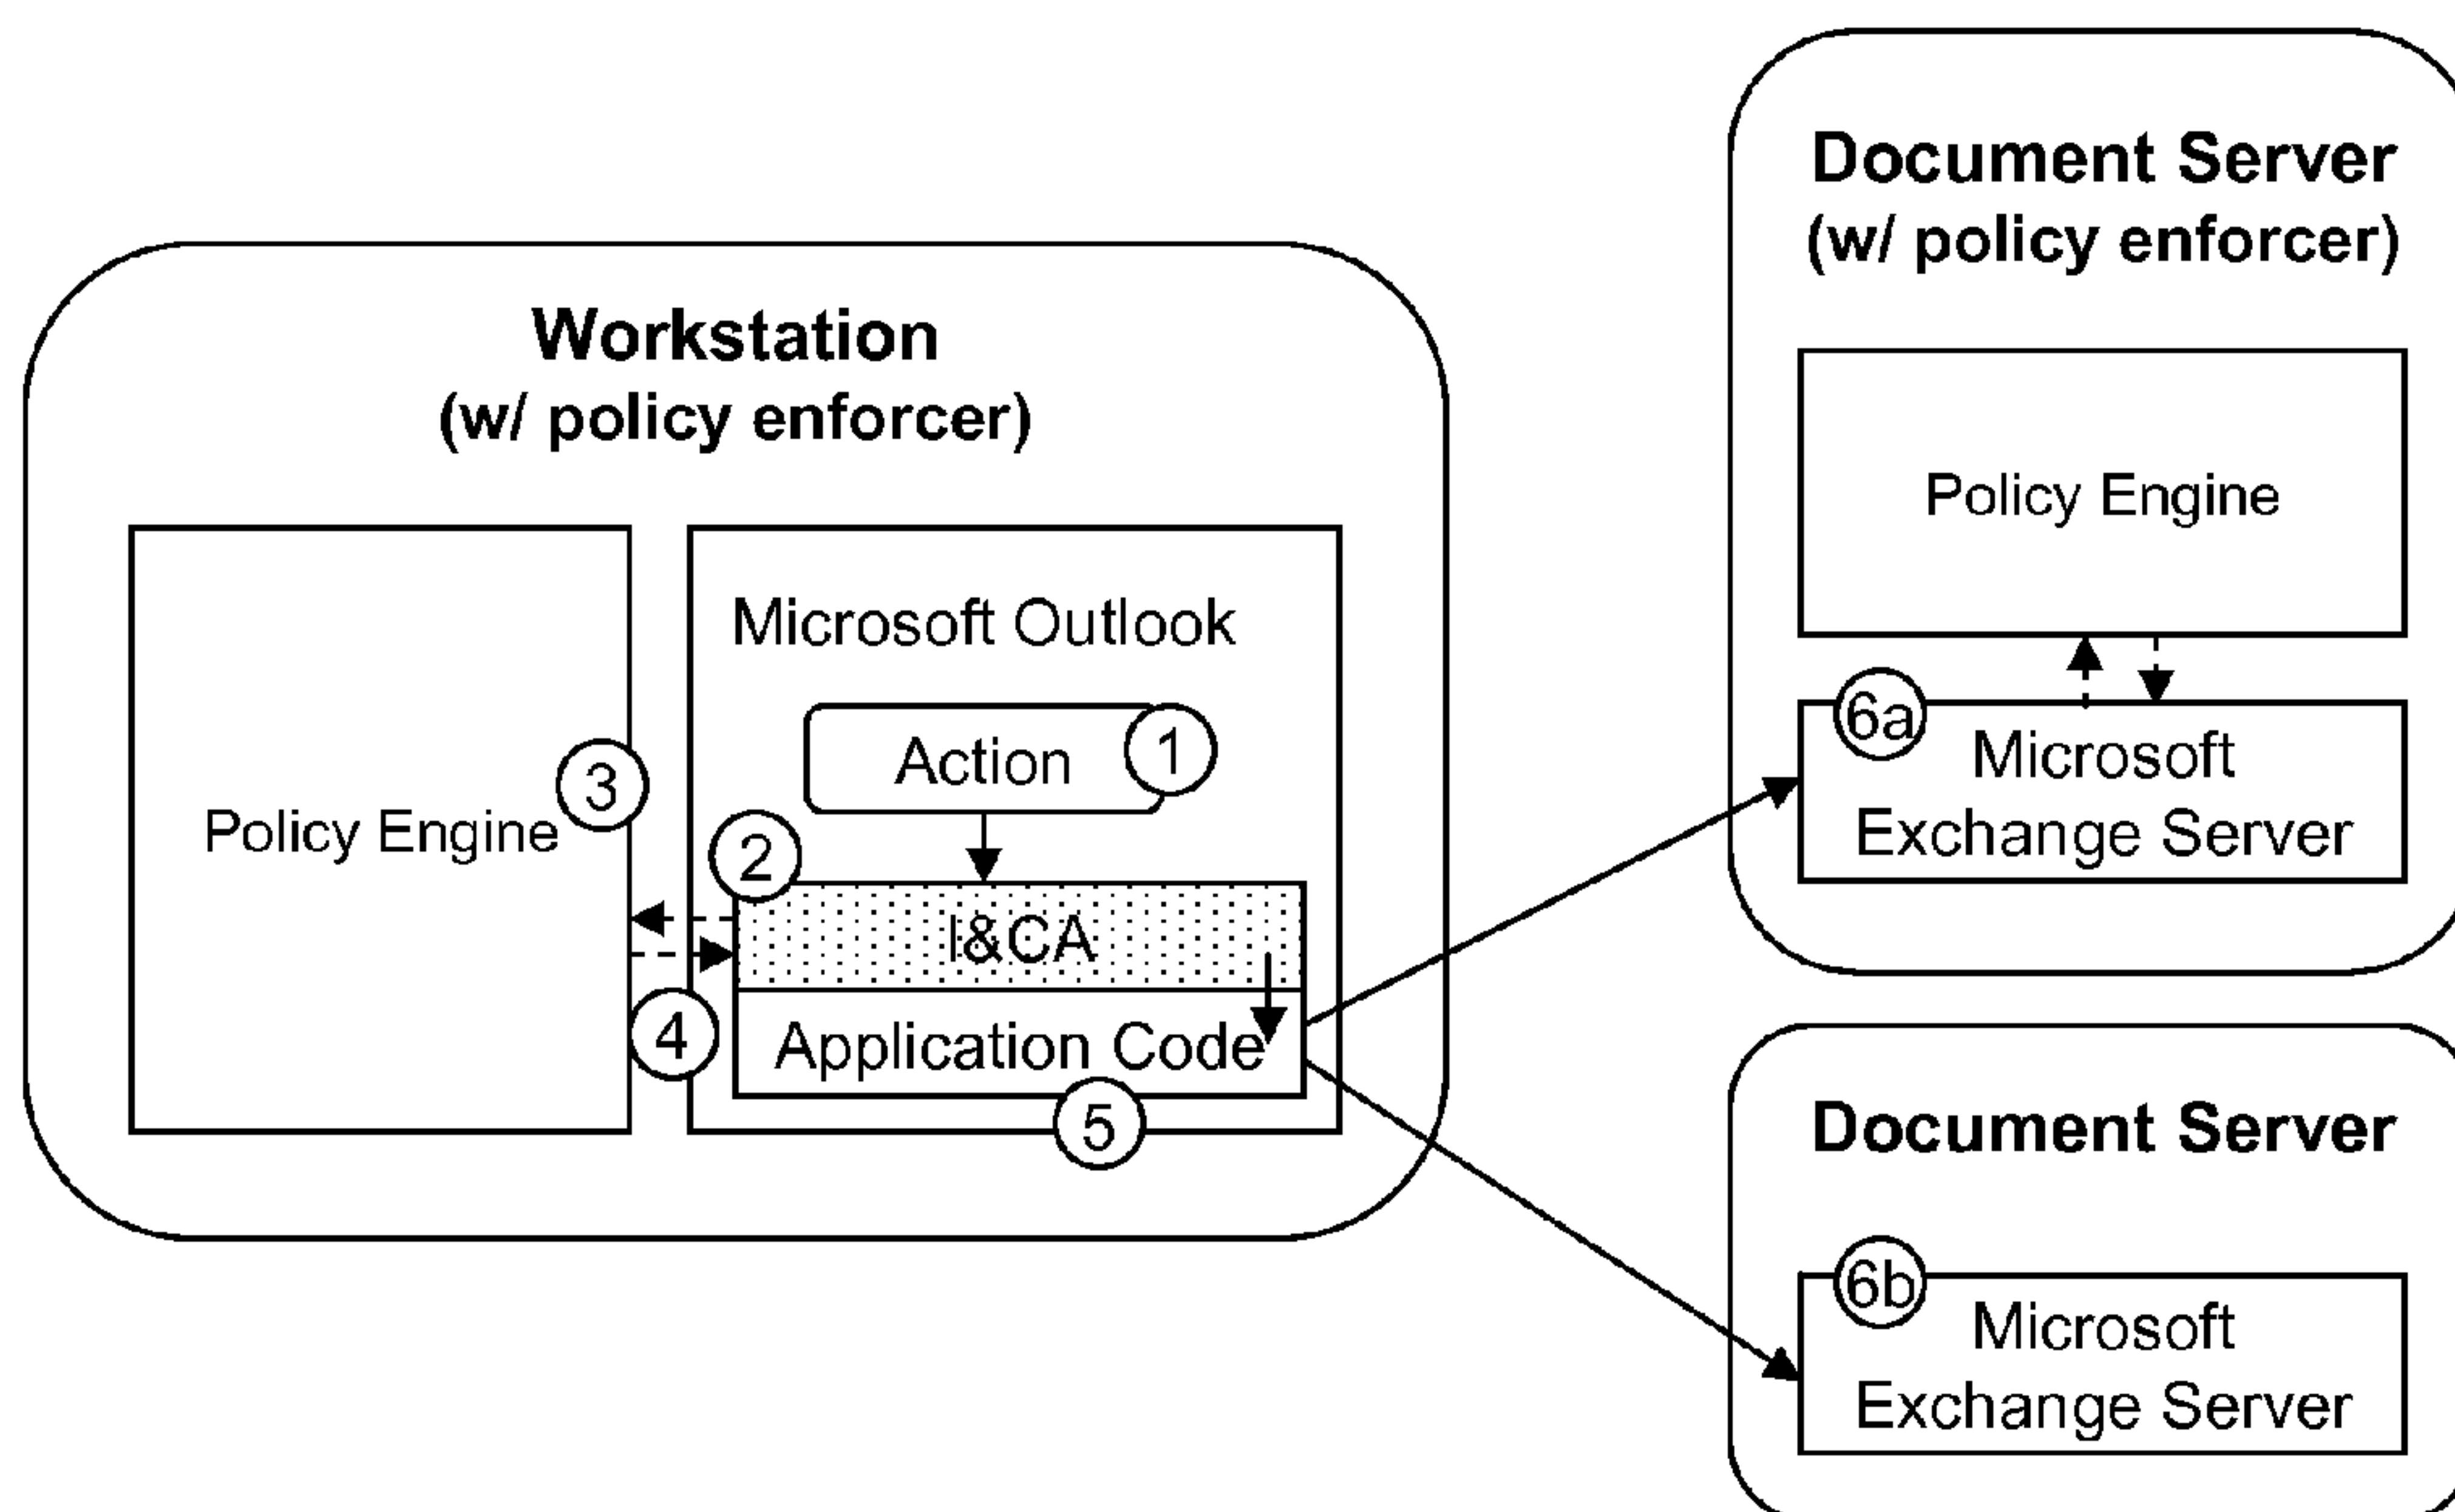 Workstation
(w/ policy enforcer)
Policy Engine
3
Microsoft Outlook
Action
1
2
I&CA
4
Application Code
5
Document Server
(w/ policy enforcer)
Policy Engine
6a
Microsoft
Exchange Server
Document Server
6b
Microsoft
Exchange Server